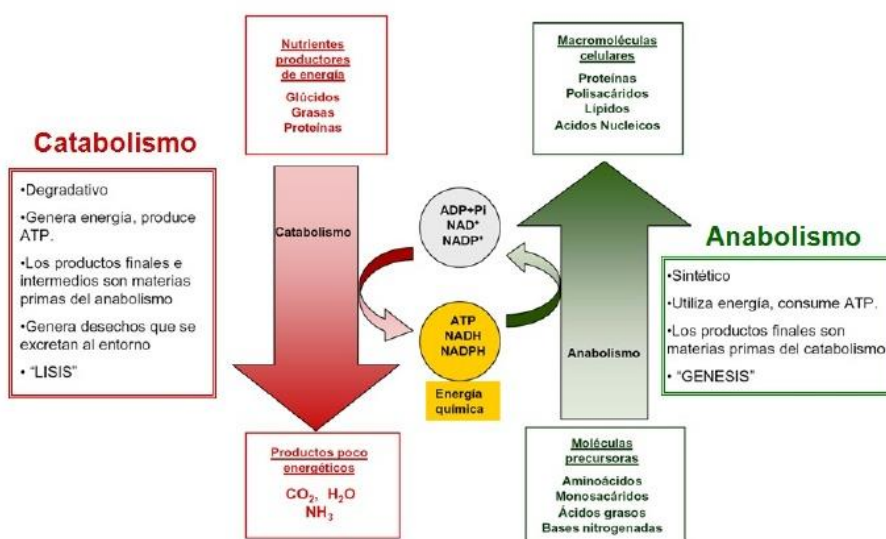 Nutrientes
productores
de energía
Glúcidos
Grasas
Proteínas
Macromoléculas
celulares
Proteínas
Polisacáridos
Lípidos
Acidos Nucleicos
Catabolismo
•Degradativo
•Genera energía, produce
ATP.
•Los productos finales e
intermedios son materias
primas del anabolismo
•Genera desechos que se
excretan al entorno
• “LISIS”
Catabolismo
ADP+Pi
NAD⁺
NADP⁺
ATP
NADH
NADPH
Energía
química
Anabolismo
Anabolismo
•Sintético
•Utiliza energía, consume ATP.
•Los productos finales son
materias primas del catabolismo
• “GENESIS”
Productos poco
energéticos
CO₂, H₂O
NH₃
Moléculas
precursoras
Aminoácidos
Monosacáridos
Ácidos grasos
Bases nitrogenadas